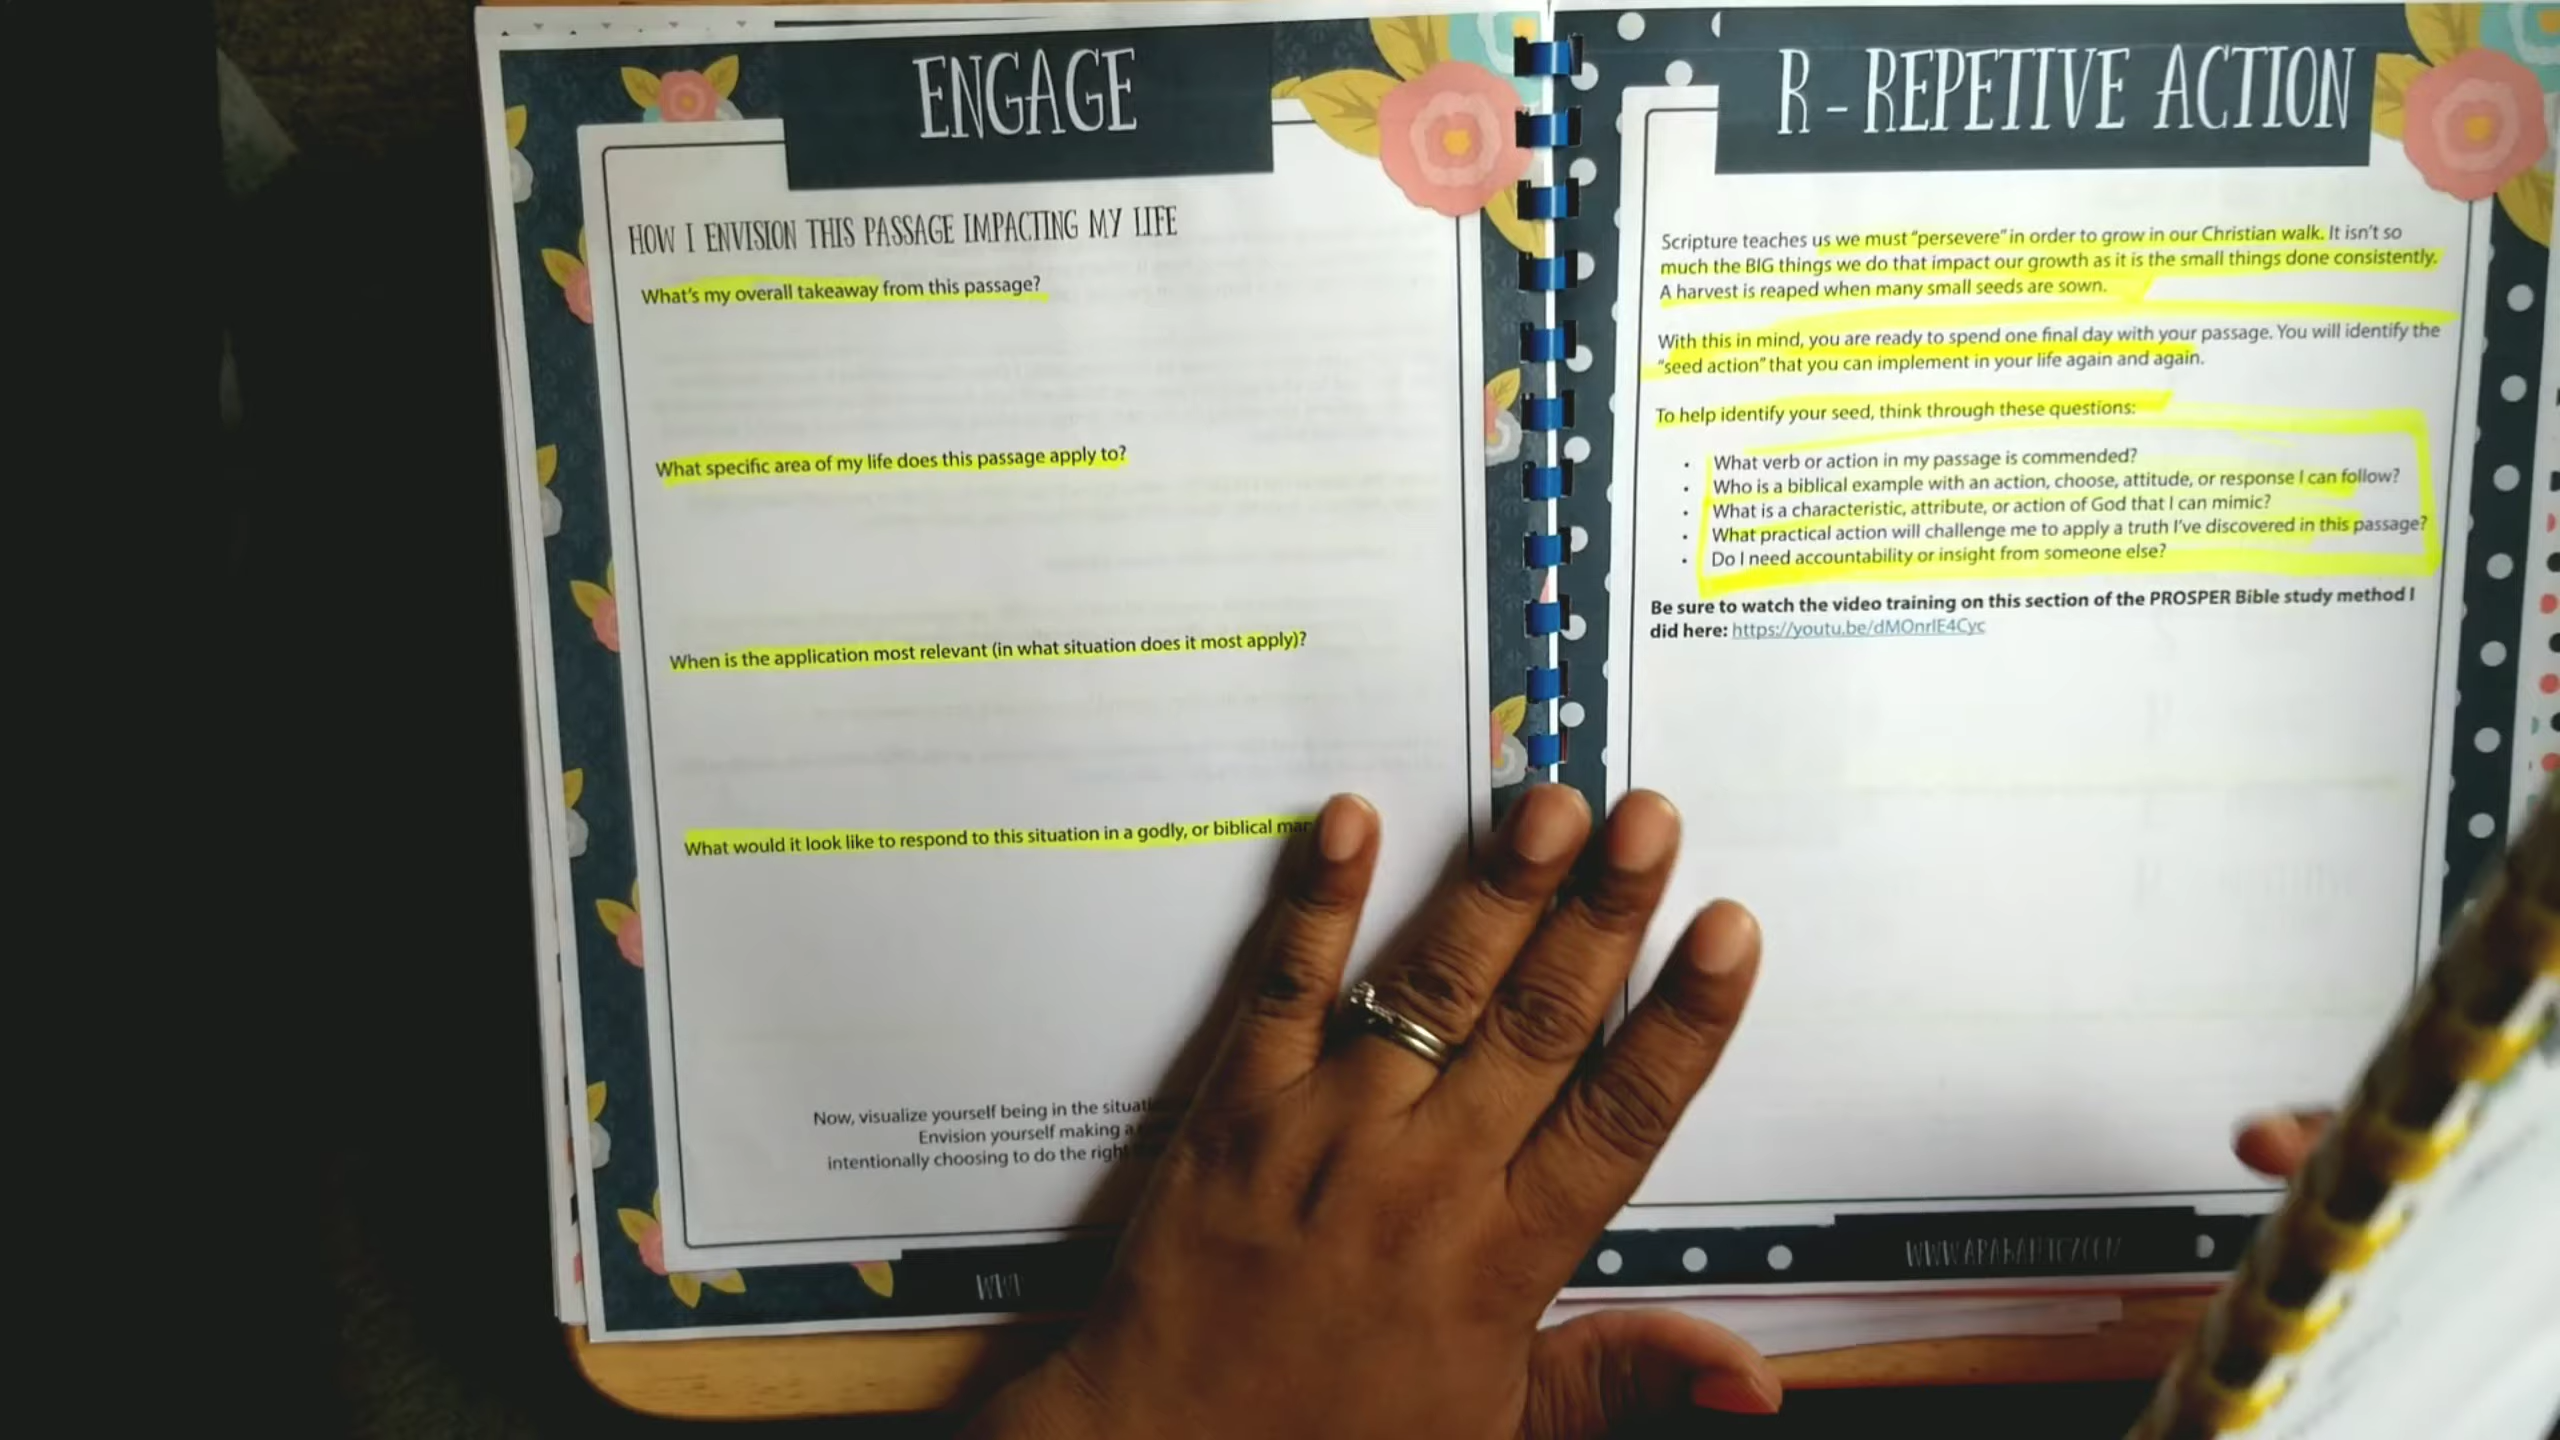 ENGAGE
HOW I ENVISION THIS PASSAGE IMPACTING MY LIFE
What's my overall takeaway from this passage?
What specific area of my life does this passage apply to?
When is the application most relevant (in what situation does it most apply)?
What would it look like to respond to this situation in a godly, or biblical
Now, visualize yourself being in the
Envision yourself making a
intentionally choosing to do the
R - REPETIVE ACTION
Scripture teaches us we must "persevere" in order to grow in our Christian walk. It isn't so
much the BIG things we do that impact our growth as it is the small things done consistently.
A harvest is reaped when many small seeds are sown.
With this in mind, you are ready to spend one final day with your passage. You will identify the
"seed action" that you can implement in your life again and again.
To help identify your seed, think through these questions:
• What verb or action in my passage is commended?
• Who is a biblical example with an action, choose, attitude, or response I can follow?
• What is a characteristic, attribute, or action of God that I can mimic?
• What practical action will challenge me to apply a truth I've discovered in this passage?
• Do I need accountability or insight from someone else?
Be sure to watch the video training on this section of the PROSPER Bible study method I
did here: https://youtu.be/dMOnrlE4Cyc